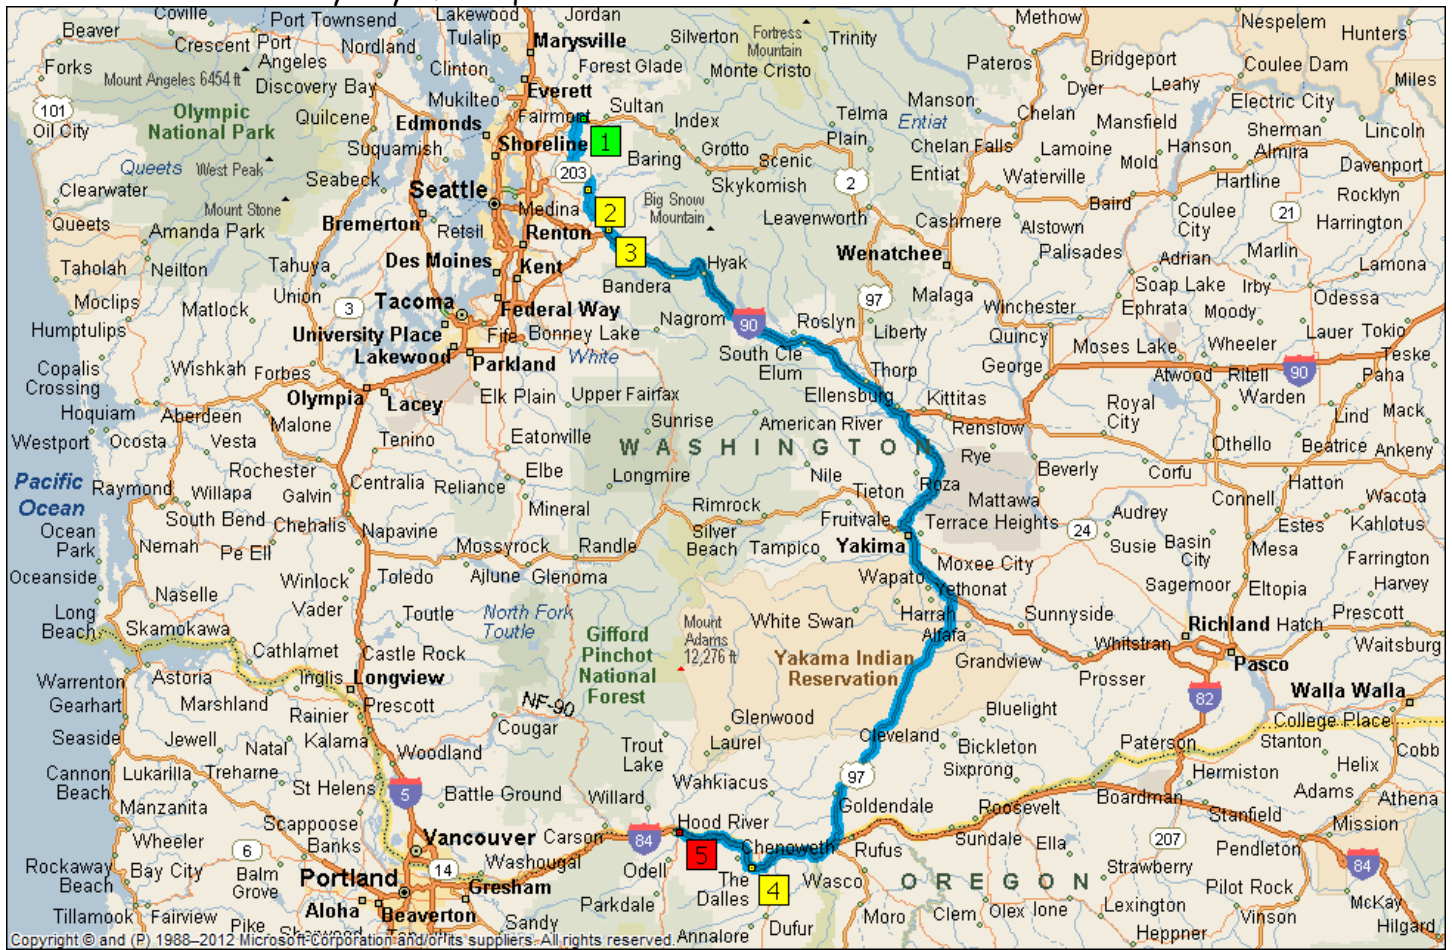 Coville
Port Townsend
Lakewood
Jordan
Methow
Nespelem
Beaver
Crescent
Port
Angeles
Nordland
Tulalip
Marysville
Silverton
Fortress
Mountain
Trinity
Hunters
Forks
Mount Angeles 6454 ft
Discovery Bay
Clinton
Forest Glade
Monte Cristo
Pateros
Bridgeport
Coulee Dam
Miles
101
Oil City
Olympic
National Park
Quilcene
Mukilteo
Everett
Edmonds
Fairmont
Sultan
Index
Telma
Manson
Entiat
Chelan
Dyer
Leahy
Mansfield
Electric City
Sherman
Lincoln
Suquamish
Shoreline
1
Baring
Grotto
Scenic
Plain
Chelan Falls
Lamoine
Mold
Hanson
Almira
Davenport
Queets
West Peak
Seabeck
Seattle
203
Skykomish
2
Entiat
Waterville
Hartline
Rocklyn
Clearwater
Mount Stone
Bremerton
Retsil
Medina
2
Big Snow
Mountain
Leavenworth
Cashmere
Baird
Alstown
Coulee
City
21
Harrington
Queets
Amanda Park
Renton
3
Wenatchee
Palisades
Adrian
Marlin
Lamona
Taholah
Neilton
Tahuya
Des Moines
Kent
Bandera
Hyak
97
Malaga
Soap Lake
Irby
Odessa
Moclips
Matlock
Union
3
Tacoma
Federal Way
Nagrom
90
Roslyn
Liberty
Winchester
Ephrata
Moody
Humptulips
University Place
Fife
Bonney Lake
Quincy
Lauer
Tokio
Lakewood
Parkland
White
South Cle
Elum
Thorp
George
Moses Lake
Wheeler
Teske
Copalis
Crossing
Wishkah
Forbes
Atwood
Ritell
90
Paha
Hoquiam
Aberdeen
Olympia
Lacey
Elk Plain
Upper Fairfax
Ellensburg
Kittitas
Royal
City
Warden
Lind
Mack
Malone
Sunrise
American River
Renslow
Westport
Ocosta
Vesta
Tenino
Eatonville
WASHINGTON
Rye
Othello
Beatrice
Ankeny
Pacific
Ocean
Raymond
Rochester
Willapa
Galvin
Centralia
Reliance
Elbe
Longmire
Nile
Tieton
Roza
Mattawa
Beverly
Corfu
Connell
Hatton
Wacota
South Bend
Chehalis
Napavine
Mineral
Rimrock
Fruitvale
Terrace Heights
24
Audrey
Estes
Kahlotus
Ocean
Park
Nemah
Pe Ell
Mossyrock
Randle
Silver
Beach
Tampico
Yakima
Susie
Basin
City
Mesa
Farrington
Oceanside
Winlock
Toledo
Ajlune
Glenoma
Wapato
Moxee City
Yethonat
Sagemoor
Eltopia
Harvey
Long
Beach
Naselle
Vader
Toutle
North Fork
Toutle
White Swan
Harrah
Sunnyside
Prescott
Skamokawa
Gifford
Pinchot
National
Forest
Mount
Adams
12,276 ft
Alfafa
Richland
Hatch
Waitsburg
Cathlamet
Castle Rock
Yakama Indian
Reservation
Grandview
Whitstran
Pasco
Warrenton
Astoria
Inglis
Longview
Prosser
82
Walla Walla
Gearhart
Marshland
Rainier
Prescott
NF-90
Glenwood
Bluelight
College Place
Seaside
Jewell
Natal
Kalama
Woodland
Cougar
Trout
Lake
Laurel
Cleveland
Bickleton
Paterson
Stanton
Cobb
Cannon
Beach
Lukarilla
Treharne
St Helens
5
Battle Ground
Willard
Wahkiacus
97
Sixprong
Hermiston
Helix
Manzanita
Goldendale
Roosevelt
Boardman
Adams
Athena
Scappoose
Vancouver
Carson
84
Hood River
Stanfield
Mission
Wheeler
6
Banks
Chenoweth
Rufus
Sundale
Ella
207
Pendleton
84
Rockaway
Beach
Bay City
Balm
Grove
Portland
14
Washougal
Odell
5
The
Dalles
4
Wasco
OREGON
Strawberry
Pilot Rock
Tillamook
Fairview
Aloha
Gresham
Beaverton
Parkdale
Moro
Clem
Olex
Ione
Lexington
Vinson
McKay
Pike
Sandy
Annalore
Dufur
Heppner
Hilgard
Copyright © and (P) 1988–2012 Microsoft Corporation and/or its suppliers. All rights reserved.